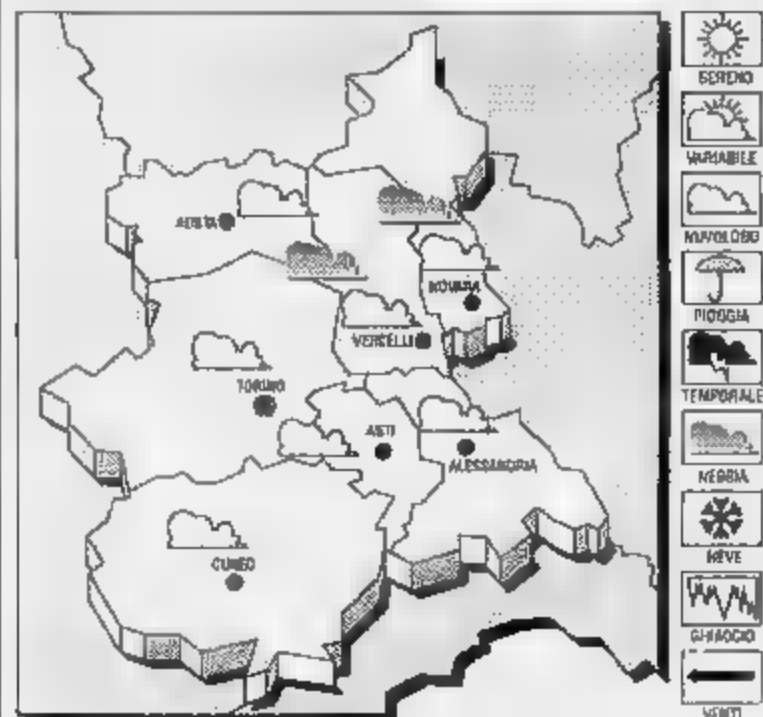 AOSTA
NOVARA
VERCELLI
TORINO
ASTI
ALESSANDRIA
CUNEO
SERENO
VARIABILE
NUVOLOSO
PIOGGIA
TEMPORALE
NEBBIA
NEVE
GHIACCIO
VENTI